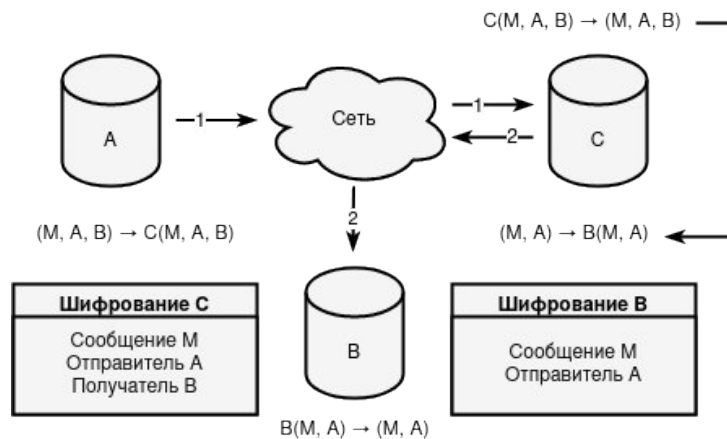 C(M, A, B) → (M, A, B)
A
1
Сеть
1
2
C
2
(M, A, B) → C(M, A, B)
(M, A) → B(M, A)
Шифрование C
Сообщение M
Отправитель A
Получатель B
B
Шифрование B
Сообщение M
Отправитель A
B(M, A) → (M, A)